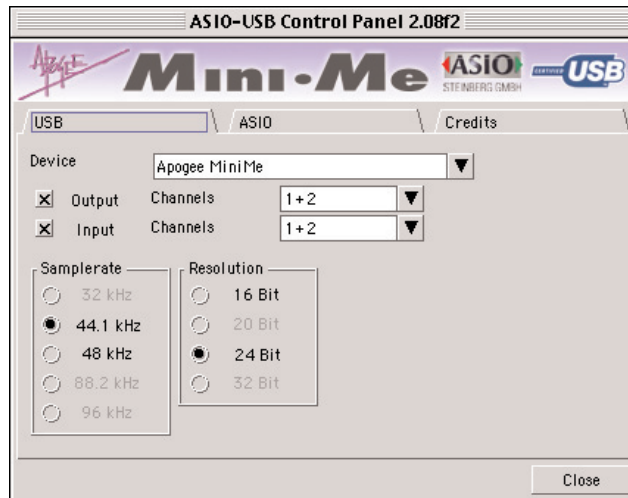 ASIO-USB Control Panel 2.08f2
Apogee Mini·Me ASIO STEINBERG GMBH CERTIFIED USB
USB ASIO Credits
Device Apogee MiniMe
Output Channels 1+2
Input Channels 1+2
Samplerate Resolution
32 kHz 16 Bit
44.1 kHz 20 Bit
48 kHz 24 Bit
88.2 kHz 32 Bit
96 kHz
Close